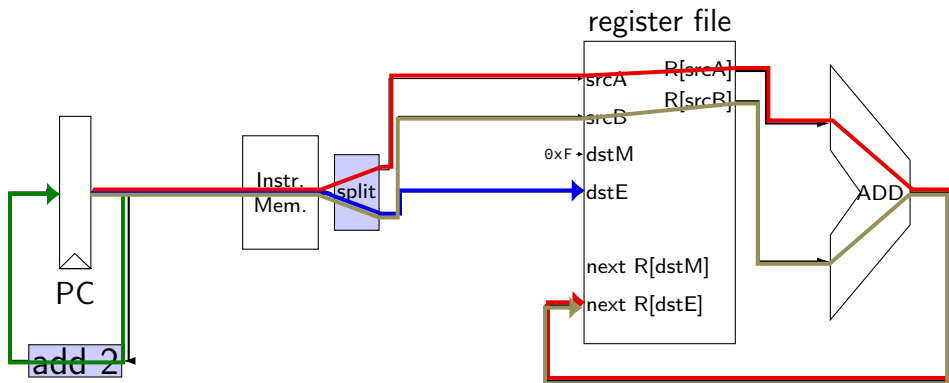 register file
srcA
R[srcA]
srcB
R[srcB]
0xF
dstM
dstE
next R[dstM]
next R[dstE]
Instr.
Mem.
split
ADD
PC
add 2